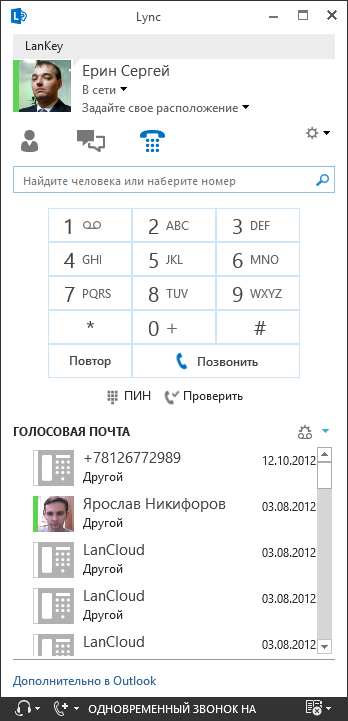 Lync
LanKey
Ерин Сергей
В сети
Задайте свое расположение
Найдите человека или наберите номер
1 2 ABC 3 DEF
4 GHI 5 JKL 6 MNO
7 PQRS 8 TUV 9 WXYZ
* 0 + #
Повтор Позвонить
ПИН Проверить
ГОЛОСОВАЯ ПОЧТА
+78126772989 12.10.2012
Другой
Ярослав Никифоров 03.08.2012
Другой
LanCloud 03.08.2012
Другой
LanCloud 03.08.2012
Другой
LanCloud 03.08.2012
Дополнительно в Outlook
ОДНОВРЕМЕННЫЙ ЗВОНОК НА